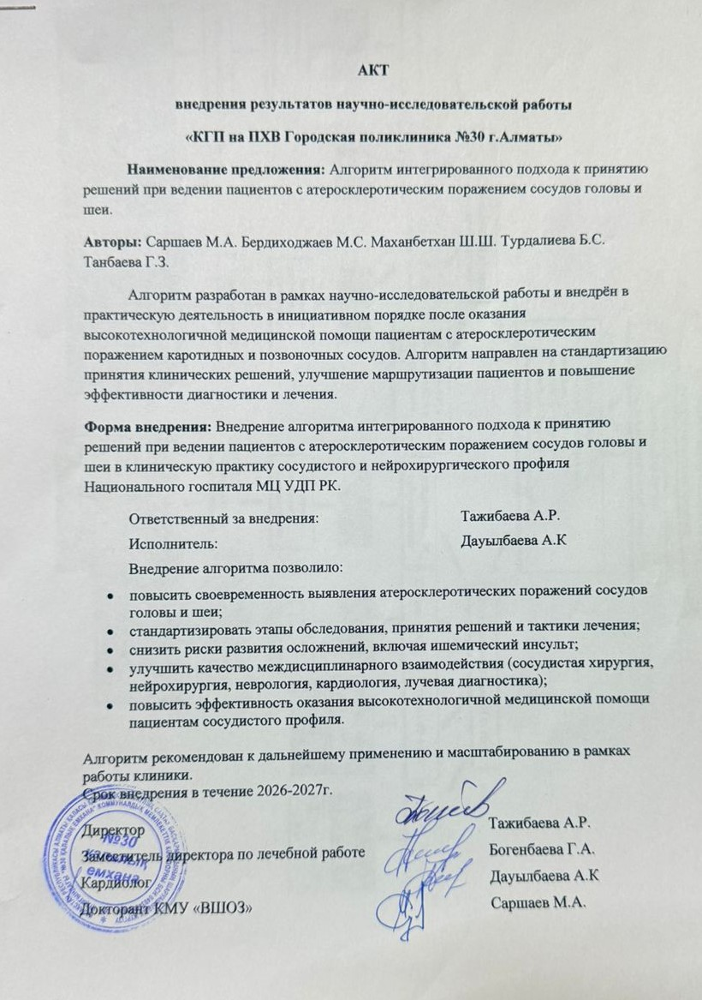 АКТ
внедрения результатов научно-исследовательской работы
«КГП на ПХВ Городская поликлиника №30 г.Алматы»
Наименование предложения: Алгоритм интегрированного подхода к принятию
решений при ведении пациентов с атеросклеротическим поражением сосудов головы и
шеи.
Авторы: Саршаев М.А. Бердиходжаев М.С. Маханбетхан Ш.Ш. Турдалиева Б.С.
Танбаева Г.З.
Алгоритм разработан в рамках научно-исследовательской работы и внедрён в
практическую деятельность в инициативном порядке после оказания
высокотехнологичной медицинской помощи пациентам с атеросклеротическим
поражением каротидных и позвоночных сосудов. Алгоритм направлен на стандартизацию
принятия клинических решений, улучшение маршрутизации пациентов и повышение
эффективности диагностики и лечения.
Форма внедрения: Внедрение алгоритма интегрированного подхода к принятию
решений при ведении пациентов с атеросклеротическим поражением сосудов головы и
шеи в клиническую практику сосудистого и нейрохирургического профиля
Национального госпиталя МЦ УДП РК.
Ответственный за внедрения: Тажибаева А.Р.
Исполнитель: Дауылбаева А.К
Внедрение алгоритма позволило:
• повысить своевременность выявления атеросклеротических поражений сосудов
головы и шеи;
• стандартизировать этапы обследования, принятия решений и тактики лечения;
• снизить риски развития осложнений, включая ишемический инсульт;
• улучшить качество междисциплинарного взаимодействия (сосудистая хирургия,
нейрохирургия, неврология, кардиология, лучевая диагностика);
• повысить эффективность оказания высокотехнологичной медицинской помощи
пациентам сосудистого профиля.
Алгоритм рекомендован к дальнейшему применению и масштабированию в рамках
работы клиники.
Срок внедрения в течение 2026-2027г.
Директор Тажибаева А.Р.
Заместитель директора по лечебной работе Богенбаева Г.А.
Кардиолог Дауылбаева А.К
Докторант КМУ «ВШОЗ» Саршаев М.А.
№30
қалалық
емхана